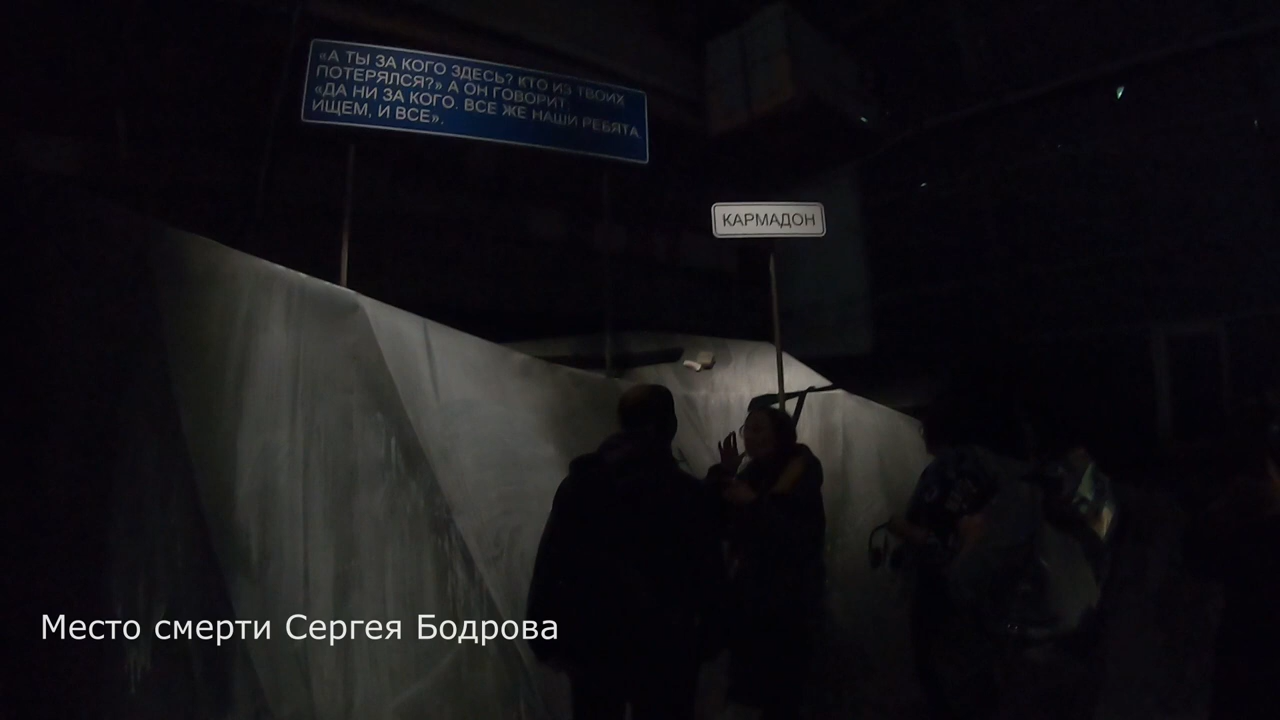 «А ТЫ ЗА КОГО ЗДЕСЬ? КТО ИЗ ТВОИХ
ПОТЕРЯЛСЯ?» А ОН ГОВОРИТ:
«ДА НИ ЗА КОГО. ВСЕ ЖЕ НАШИ РЕБЯТА.
ИЩЕМ, И ВСЕ».
КАРМАДОН
Место смерти Сергея Бодрова